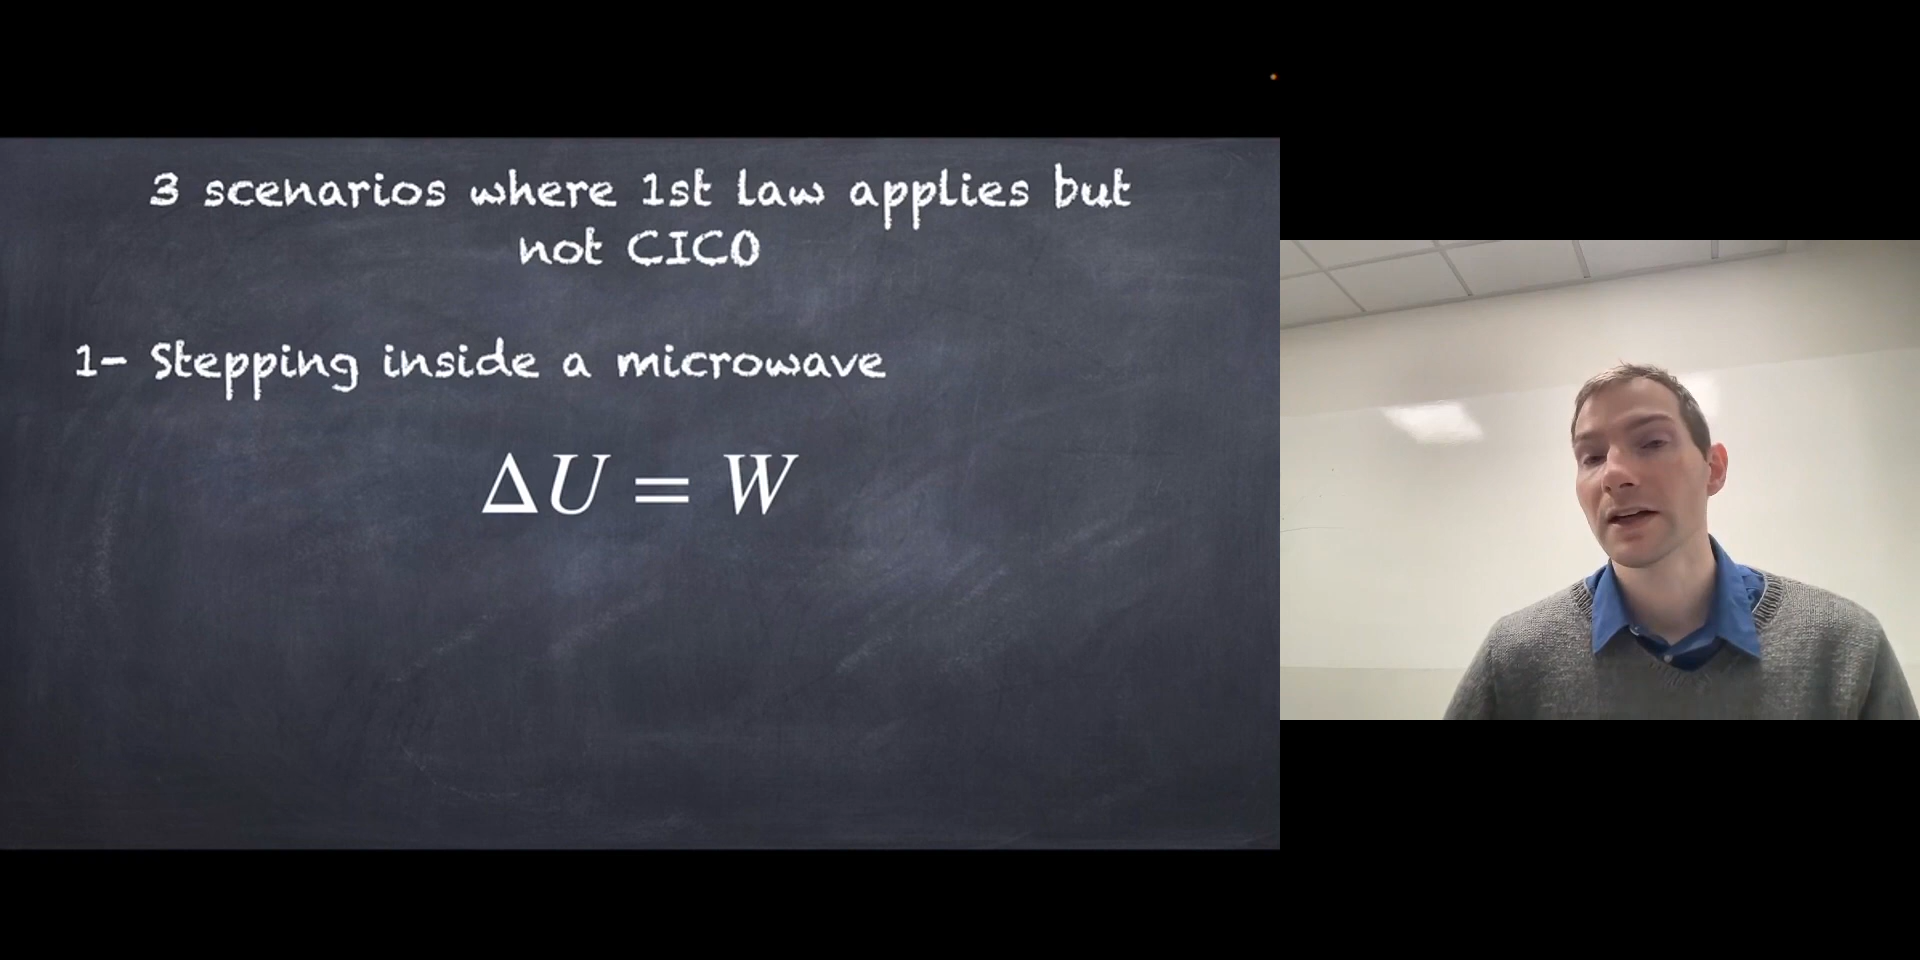 3 scenarios where 1st law applies but
not CICO
1- Stepping inside a microwave
ΔU = W